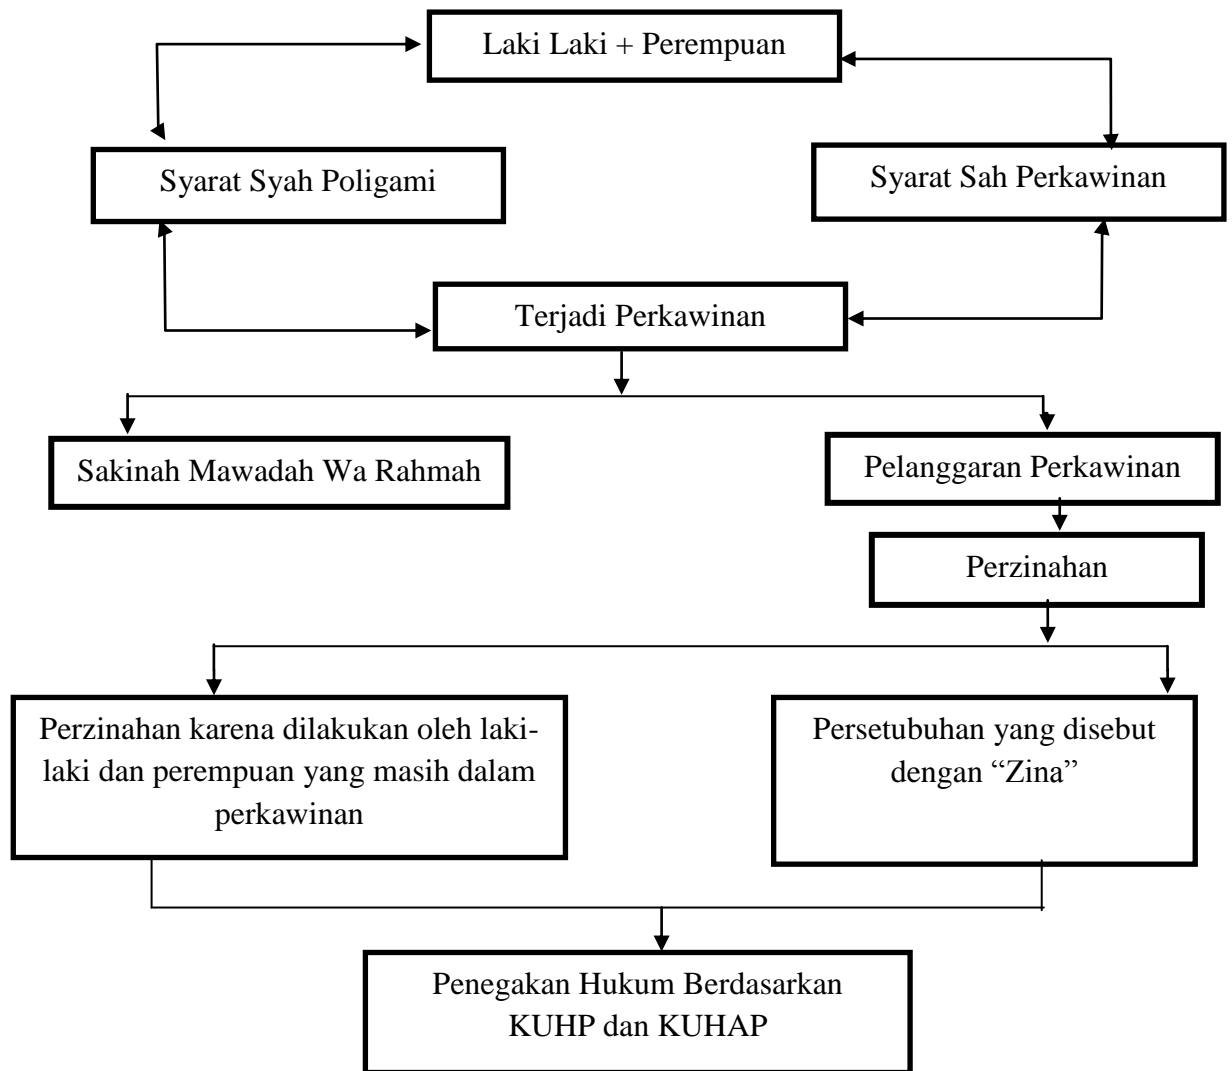 Laki Laki + Perempuan
Syarat Syah Poligami
Syarat Sah Perkawinan
Terjadi Perkawinan
Sakinah Mawadah Wa Rahmah
Pelanggaran Perkawinan
Perzinahan
Perzinahan karena dilakukan oleh laki-
laki dan perempuan yang masih dalam
perkawinan
Persetubuhan yang disebut
dengan “Zina”
Penegakan Hukum Berdasarkan
KUHP dan KUHAP